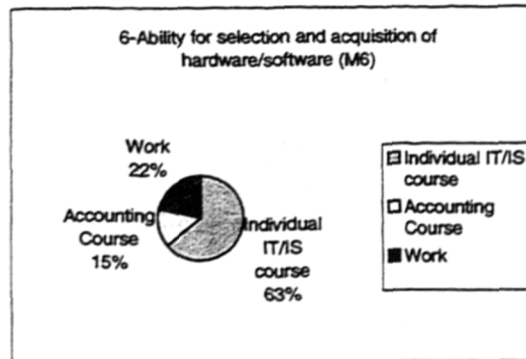 6-Ability for selection and acquisition of
hardware/software (M6)
Work
22%
Accounting
Course
15%
Individual
IT/IS
course
63%
Individual IT/IS
course
Accounting
Course
Work